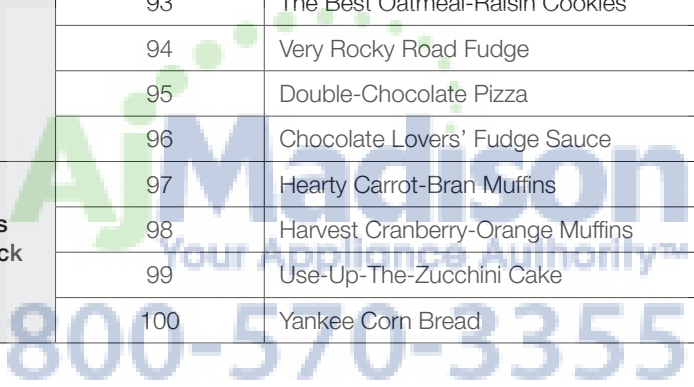 93 The Best Oatmeal-Raisin Cookies
94 Very Rocky Road Fudge
95 Double-Chocolate Pizza
96 Chocolate Lovers' Fudge Sauce
97 Hearty Carrot-Bran Muffins
98 Harvest Cranberry-Orange Muffins
s
ck
99 Use-Up-The-Zucchini Cake
100 Yankee Corn Bread
AjMadison
Your Appliance Authority™
800-570-3355